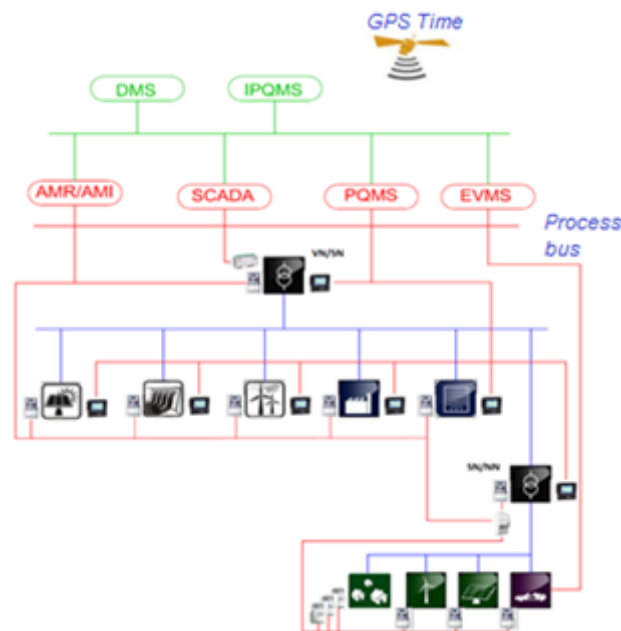 GPS Time
DMS
IPQMS
AMR/AMI
SCADA
PQMS
EVMS
Process
bus
VN/SN
SN/NN